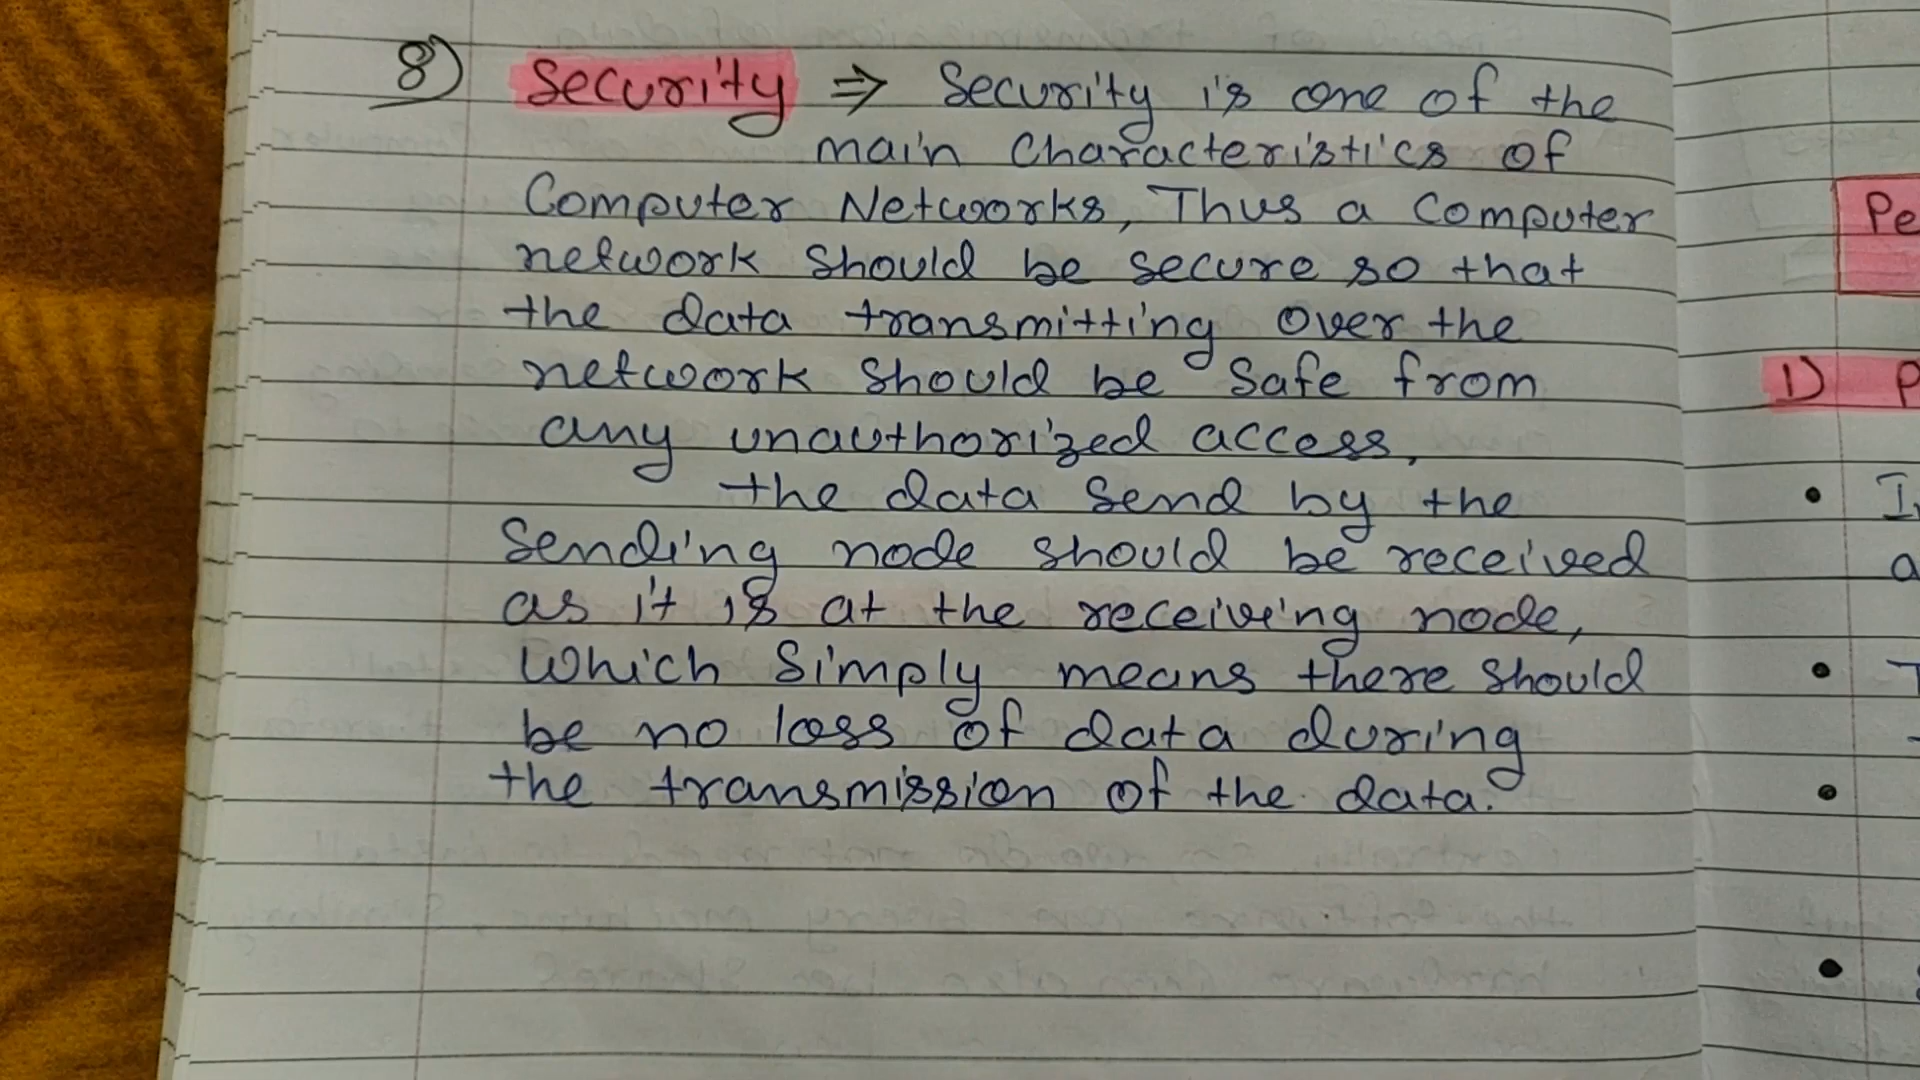 8) Security ⇒ Security is one of the
main Characteristics of
Computer Networks, Thus a Computer
network should be secure so that
the data transmitting over the
network should be safe from
any unauthorized access,
the data send by the
Sending node should be received
as it is at the receiving node,
which simply means there should
be no loss of data during
the transmission of the data.
Pe
1) P